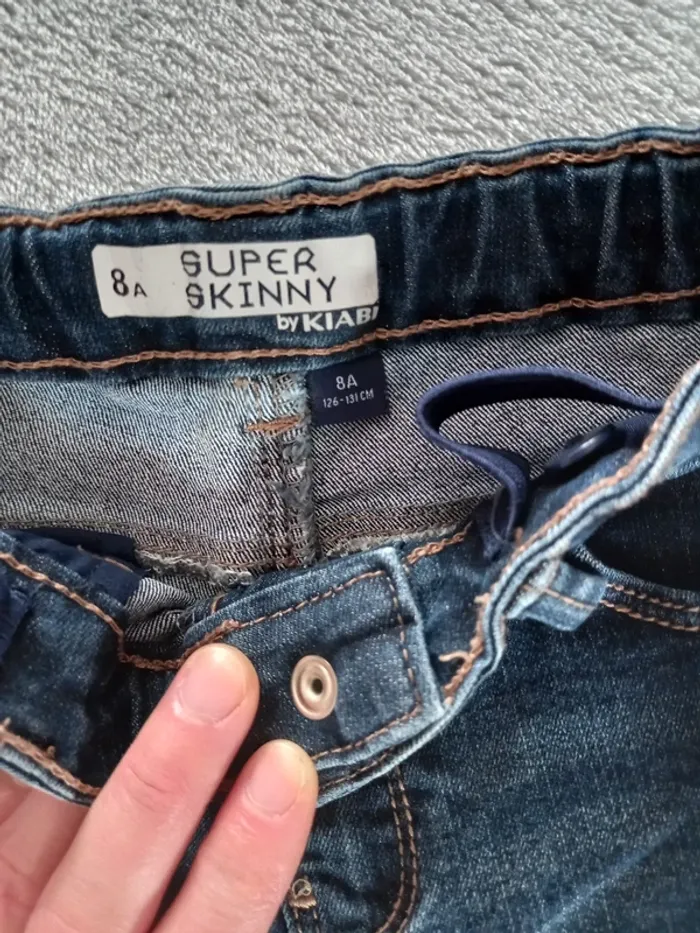 8A SUPER
SKINNY
by KIABI
8A
126-131 CM